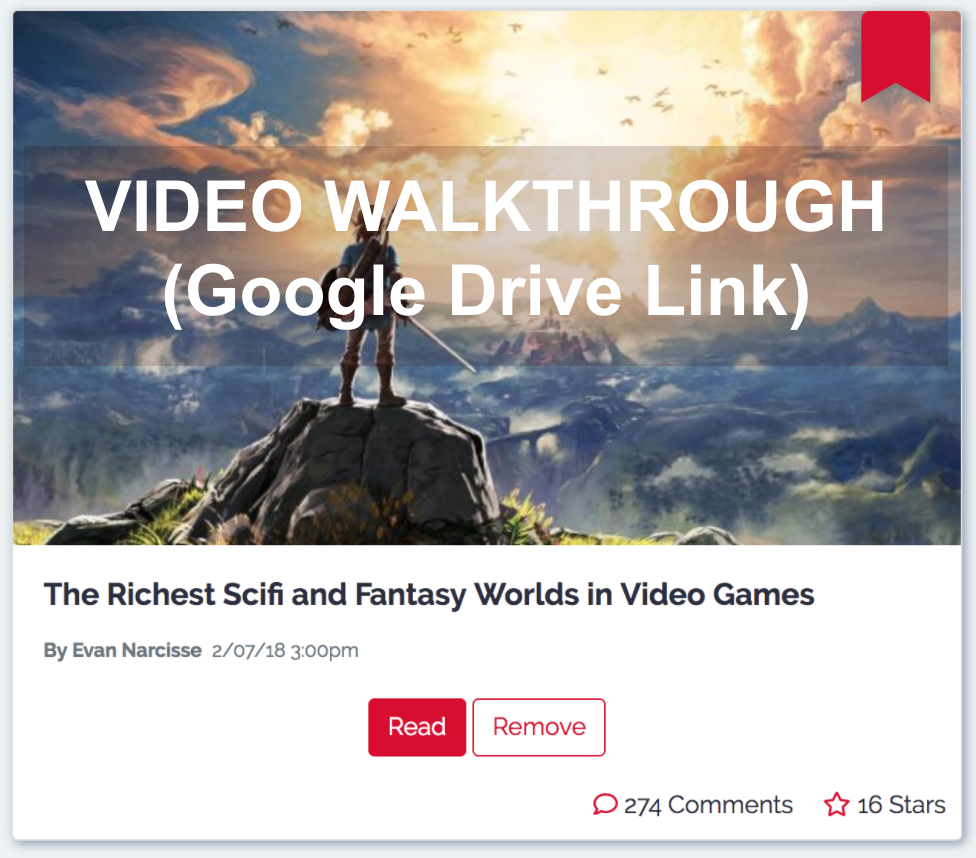 VIDEO WALKTHROUGH
(Google Drive Link)
The Richest Scifi and Fantasy Worlds in Video Games
By Evan Narcisse 2/07/18 3:00pm
Read Remove
274 Comments 16 Stars